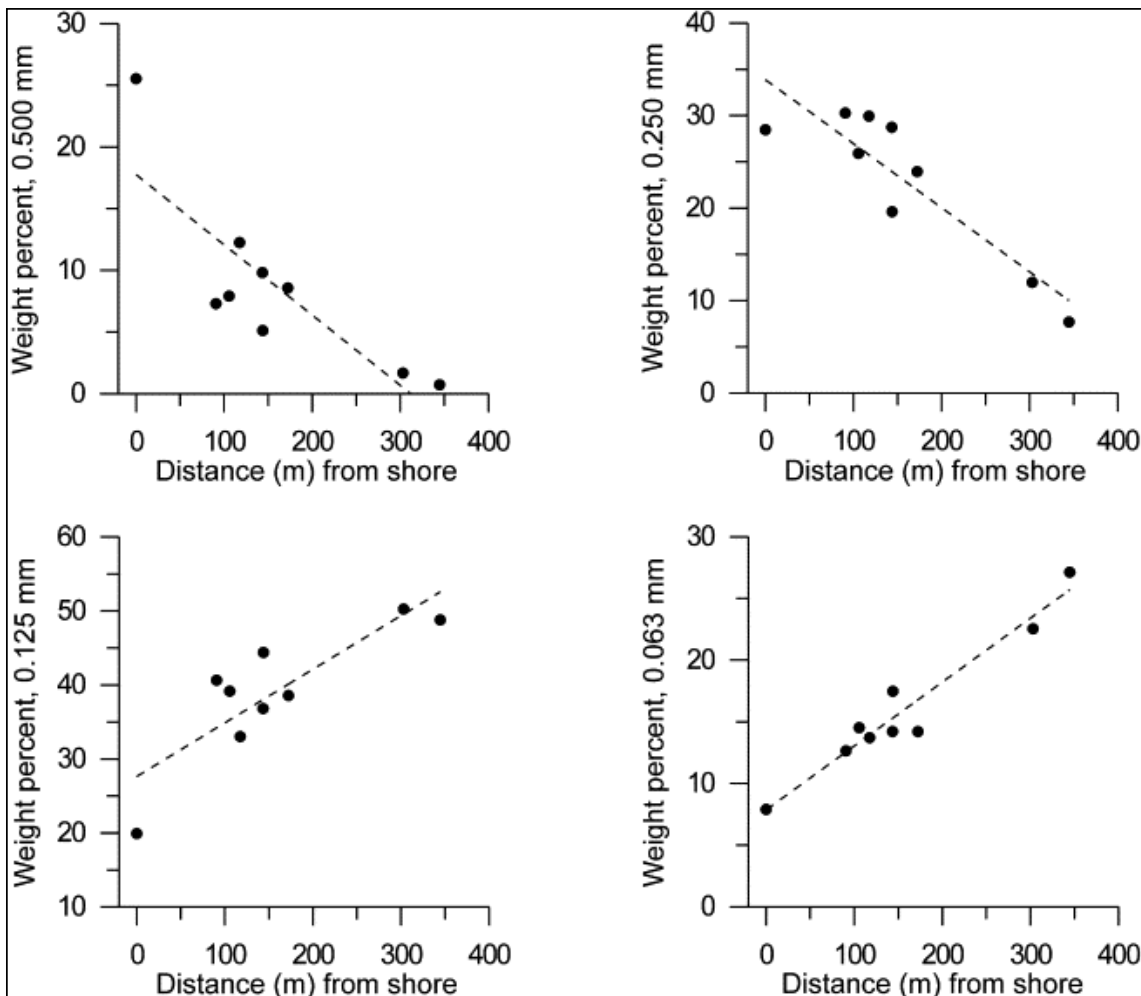 Weight percent, 0.500 mm
30
20
10
0
0 100 200 300 400
Distance (m) from shore
Weight percent, 0.250 mm
40
30
20
10
0
0 100 200 300 400
Distance (m) from shore
Weight percent, 0.125 mm
60
50
40
30
20
10
0 100 200 300 400
Distance (m) from shore
Weight percent, 0.063 mm
30
20
10
0
0 100 200 300 400
Distance (m) from shore